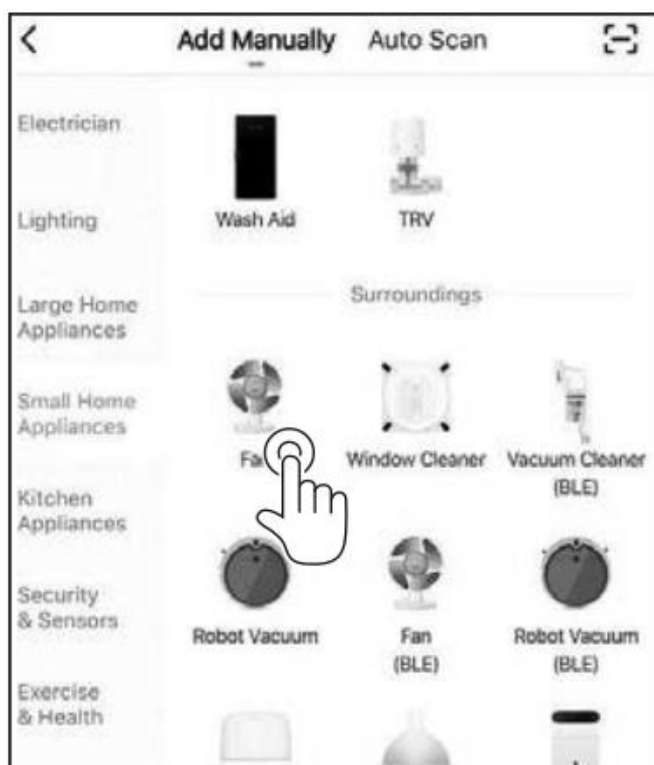 Add Manually Auto Scan
Electrician
Lighting
Large Home
Appliances
Small Home
Appliances
Kitchen
Appliances
Security
& Sensors
Exercise
& Health
Wash Aid TRV
Surroundings
Window Cleaner Vacuum Cleaner
(BLE)
Robot Vacuum Fan Robot Vacuum
(BLE) (BLE)